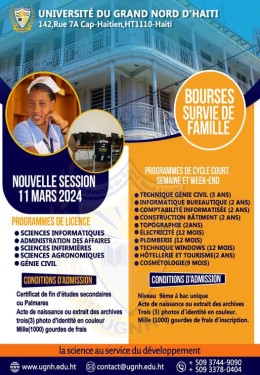 UNIVERSITÉ DU GRAND NORD D'HAITI
142,Rue 7A Cap-Haitien,HT1110-Haiti
BOURSES
SURVIE DE
FAMILLE
NOUVELLE SESSION
11 MARS 2024
PROGRAMMES DE LICENCE
SCIENCES INFORMATIQUES
ADMINISTRATION DES AFFAIRES
SCIENCES INFIRMIÈRES
SCIENCES AGRONOMIQUES
GÉNIE CIVIL
CONDITIONS D'ADMISSION
Certificat de fin d'études secondaires
ou Palmares
Acte de naissance ou extrait des archives
trois(3) photos d'identité en couleur.
Mille(1000) gourdes de frais
PROGRAMMES DE CYCLE COURT,
SEMAINE ET WEEK-END
TECHNIQUE GÉNIE CIVIL (3 ANS)
INFORMATIQUE BUREAUTIQUE (2 ANS)
COMPTABILITÉ INFORMATISÉE (2 ANS)
CONSTRUCTION BÂTIMENT (2 ANS)
TOPOGRAPHIE (2ANS)
ÉLECTRICITÉ (12 MOIS)
PLOMBERIE (12 MOIS)
TECHNIQUE WINDOWS (12 MOIS)
HÔTELLERIE ET TOURISME(2 ANS)
COSMÉTOLOGIE(9 MOIS)
CONDITIONS D'ADMISSION
Niveau 9ème à bac unique
Acte de naissance ou extrait des archives
Trois (3) photos d'identité en couleur.
Mille(1000) gourdes de frais d'inscription.
UGNH
la science au service du développement
www.ugnh.edu.ht
contact@ugnh.edu.ht
+ 509 3744-9090
+ 509 3378-0404